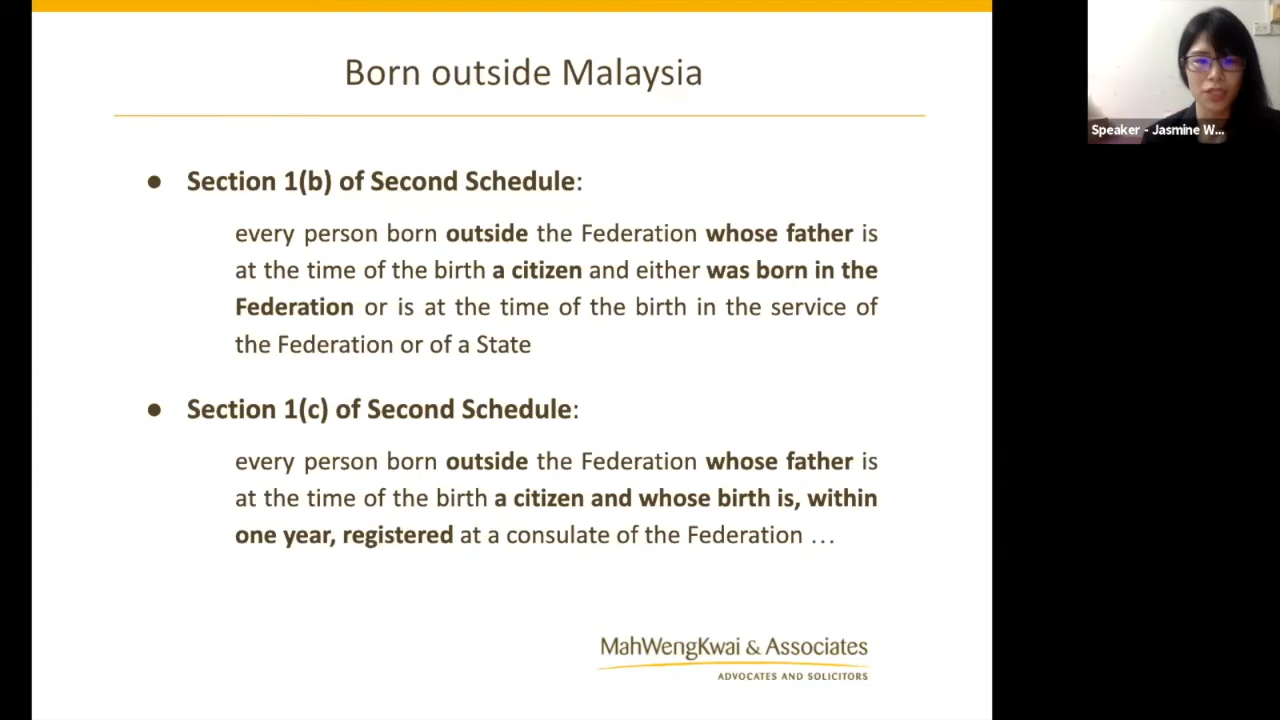 Born outside Malaysia
● Section 1(b) of Second Schedule:
every person born outside the Federation whose father is
at the time of the birth a citizen and either was born in the
Federation or is at the time of the birth in the service of
the Federation or of a State
● Section 1(c) of Second Schedule:
every person born outside the Federation whose father is
at the time of the birth a citizen and whose birth is, within
one year, registered at a consulate of the Federation …
MahWengKwai & Associates
ADVOCATES AND SOLICITORS
Speaker - Jasmine W...